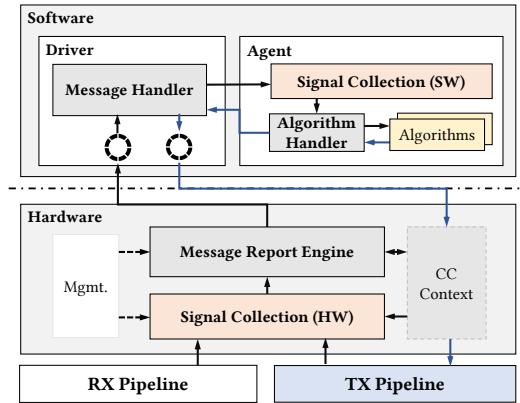 Software
Driver
Agent
Message Handler
Signal Collection (SW)
Algorithm
Handler
Algorithms
Hardware
Mgmt.
Message Report Engine
CC
Context
Signal Collection (HW)
RX Pipeline
TX Pipeline